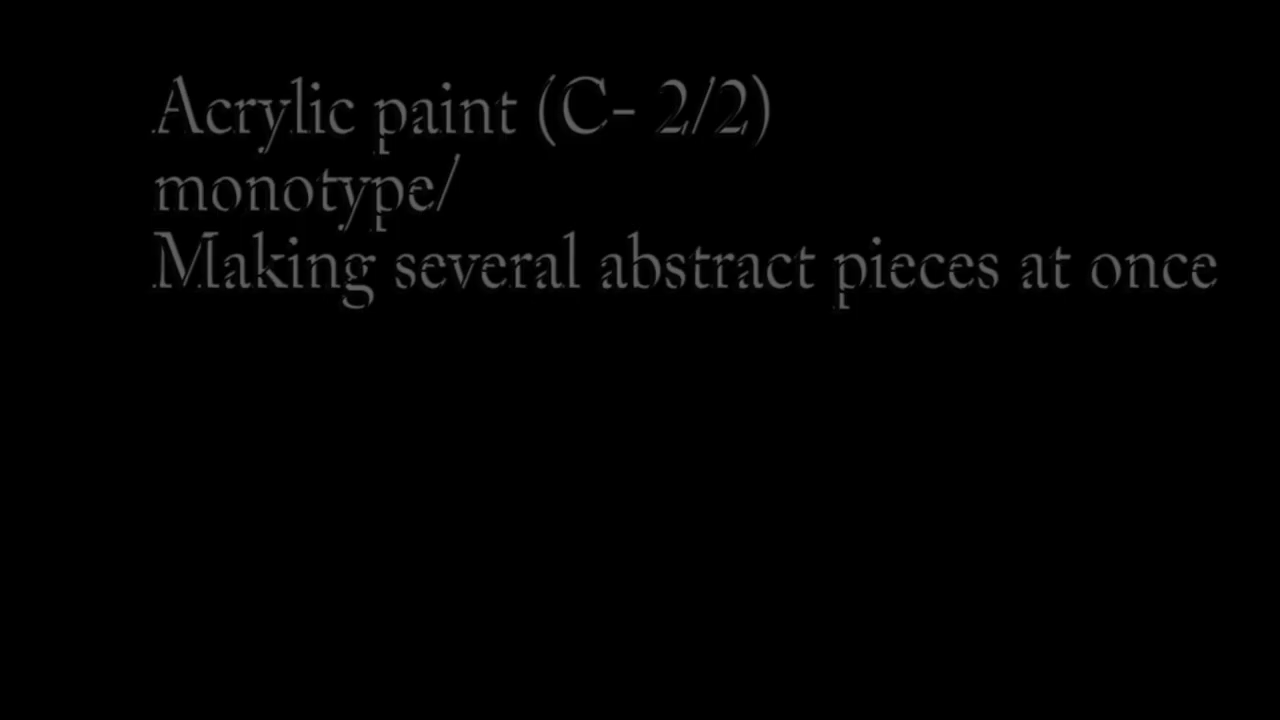 Acrylic paint (C- 2/2)
monotype/
Making several abstract pieces at once